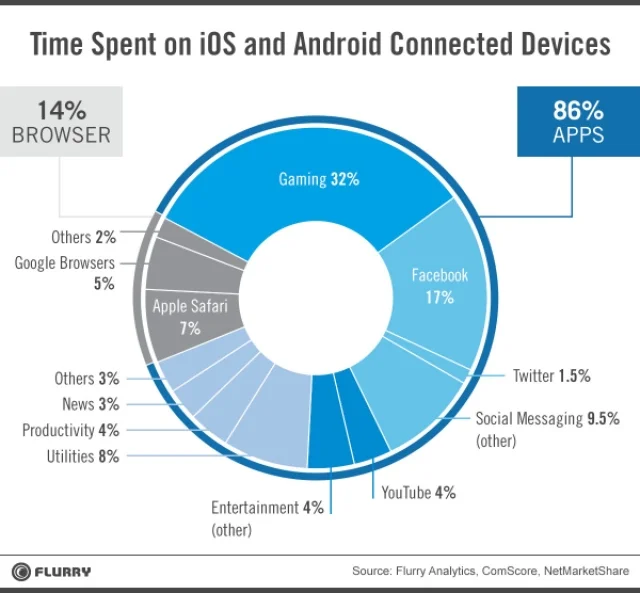 Time Spent on iOS and Android Connected Devices
14%
BROWSER
86%
APPS
Gaming 32%
Others 2%
Google Browsers
5%
Apple Safari
7%
Facebook
17%
Twitter 1.5%
Social Messaging 9.5%
(other)
Others 3%
News 3%
Productivity 4%
Utilities 8%
YouTube 4%
Entertainment 4%
(other)
FLURRY
Source: Flurry Analytics, ComScore, NetMarketShare